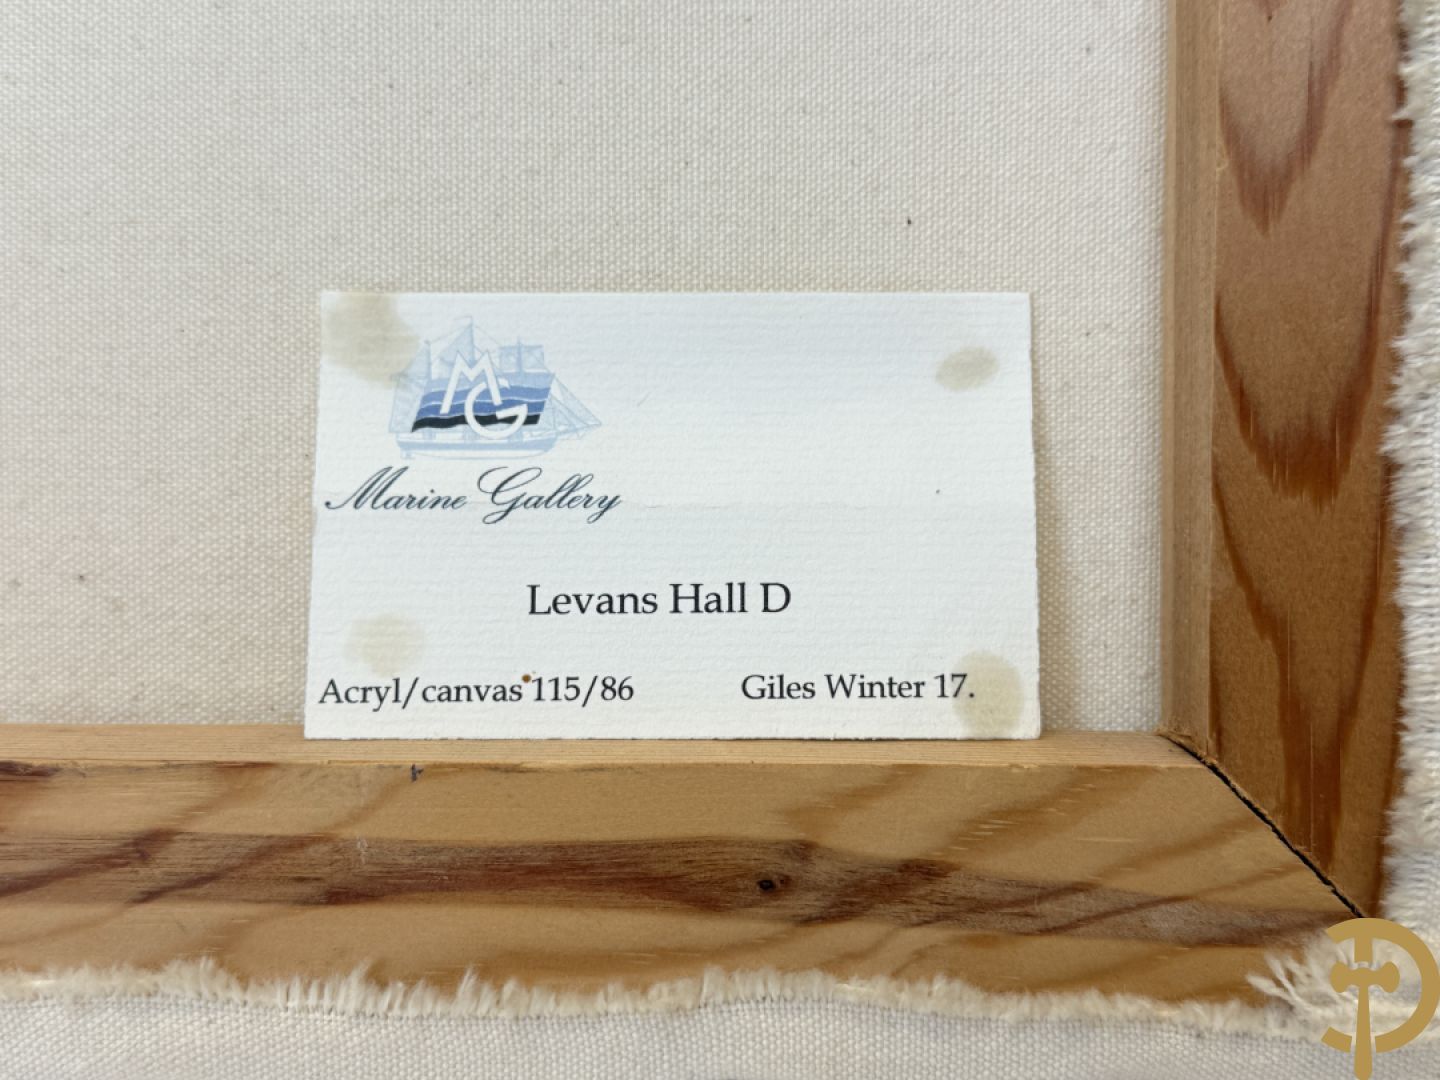 MG
Marine Gallery
Levans Hall D
Acryl/canvas 115/86 Giles Winter 17.